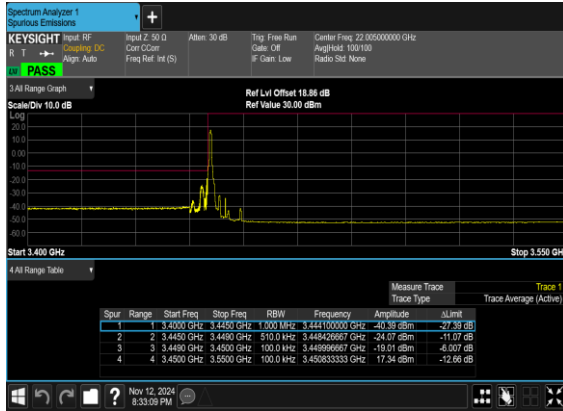 Spectrum Analyzer 1
Spurious Emissions
+
KEYSIGHT Input: RF Input Z: 50 Ω Atten: 30 dB Trig: Free Run Center Freq: 22.005000000 GHz
R T Coupling: DC Corr CCorr Gate: Off Avg|Hold: 100/100
Align: Auto Freq Ref: Int (S) IF Gain: Low Radio Std: None
PASS
3 All Range Graph
Ref Lvl Offset 18.86 dB
Scale/Div 10.0 dB Ref Value 30.00 dBm
Log
20.0
10.0
0.00
-10.0
-20.0
-30.0
-40.0
-50.0
-60.0
Start 3.400 GHz Stop 3.550 GH
4 All Range Table
Measure Trace Trace 1
Trace Type Trace Average (Active)
Spur Range Start Freq Stop Freq RBW Frequency Amplitude ΔLimit
1 1 3.4000 GHz 3.4450 GHz 1.000 MHz 3.444100000 GHz -40.39 dBm -27.39 dB
2 2 3.4450 GHz 3.4490 GHz 510.0 kHz 3.448426667 GHz -24.07 dBm -11.07 dB
3 3 3.4490 GHz 3.4500 GHz 100.0 kHz 3.449996667 GHz -19.01 dBm -6.007 dB
4 4 3.4500 GHz 3.5500 GHz 100.0 kHz 3.450833333 GHz 17.34 dBm -12.66 dB
? Nov 12, 2024
8:33:09 PM